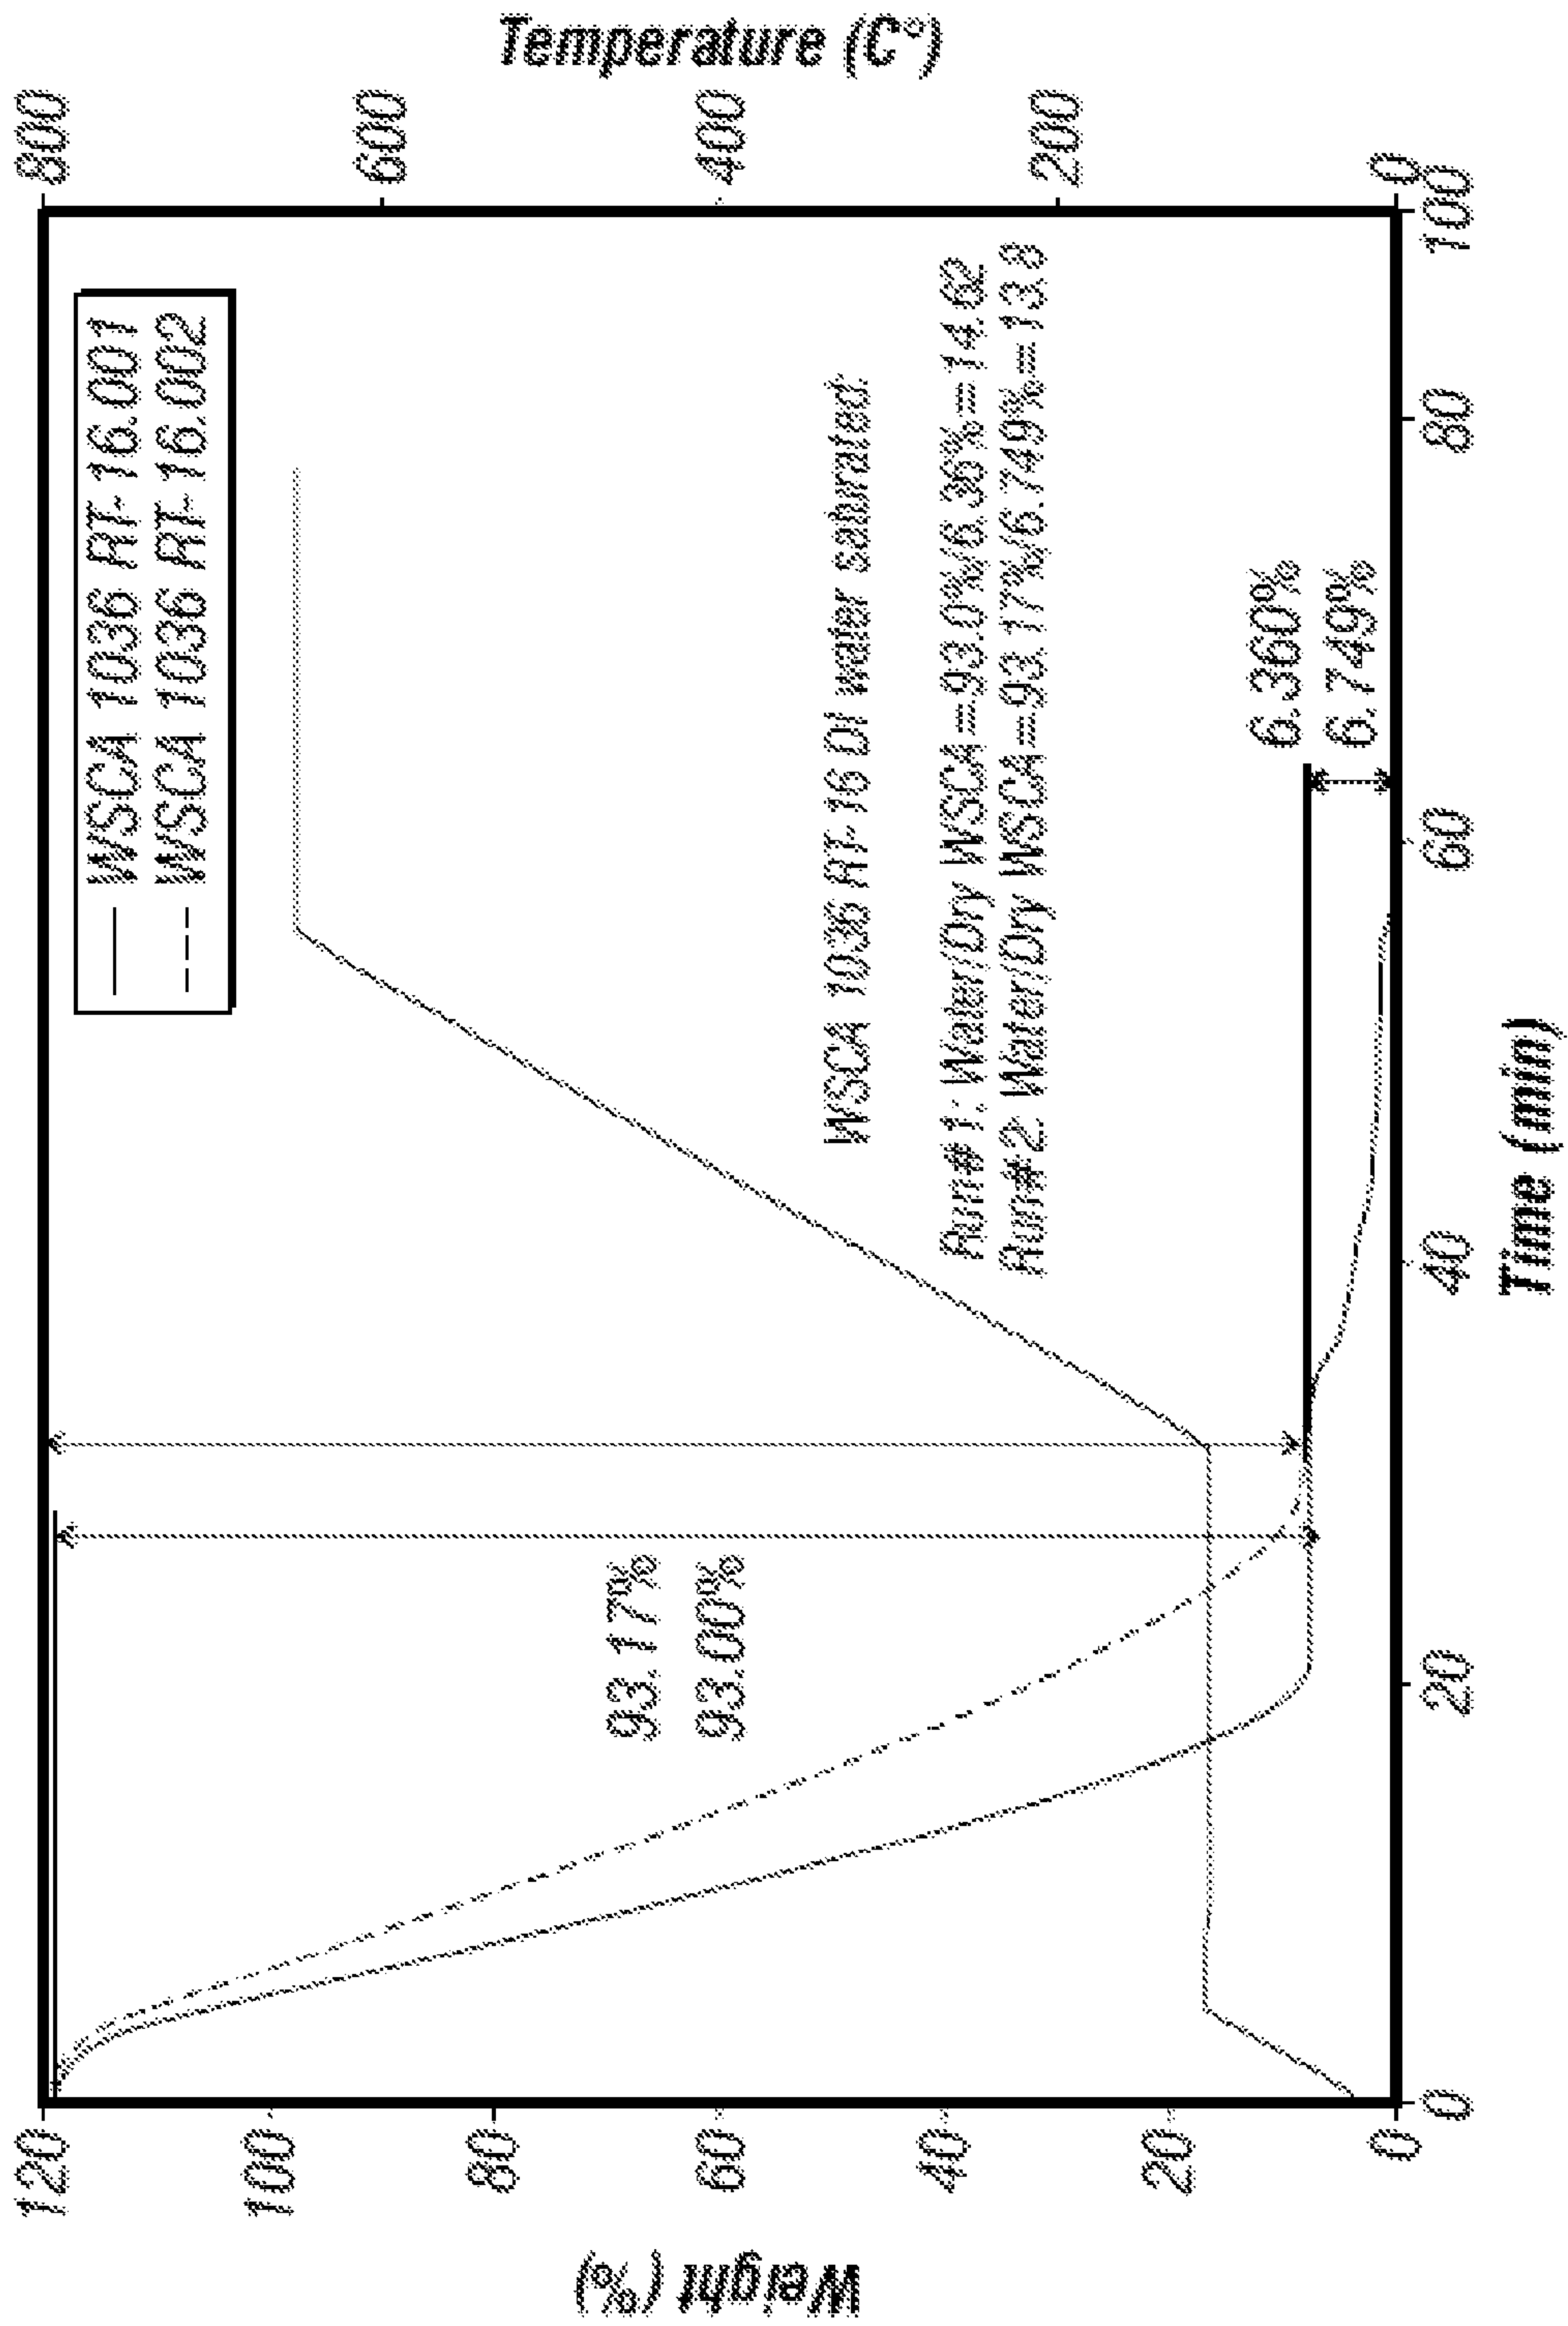 WSCA 1036 RT-16.001
WSCA 1036 RT-16.002
Weight (%)
120
100
80
60
40
20
0
Temperature (C°)
800
600
400
200
0
93.17%
93.00%
WSCA 1036 RT-16 DI water saturated:
Run#1: Water/Dry WSCA=93.0%/6.36%=14.62
Run#2: Water/Dry WSCA=93.17%/6.749%=13.8
6.360%
6.749%
0
20
40
60
80
100
Time (min)